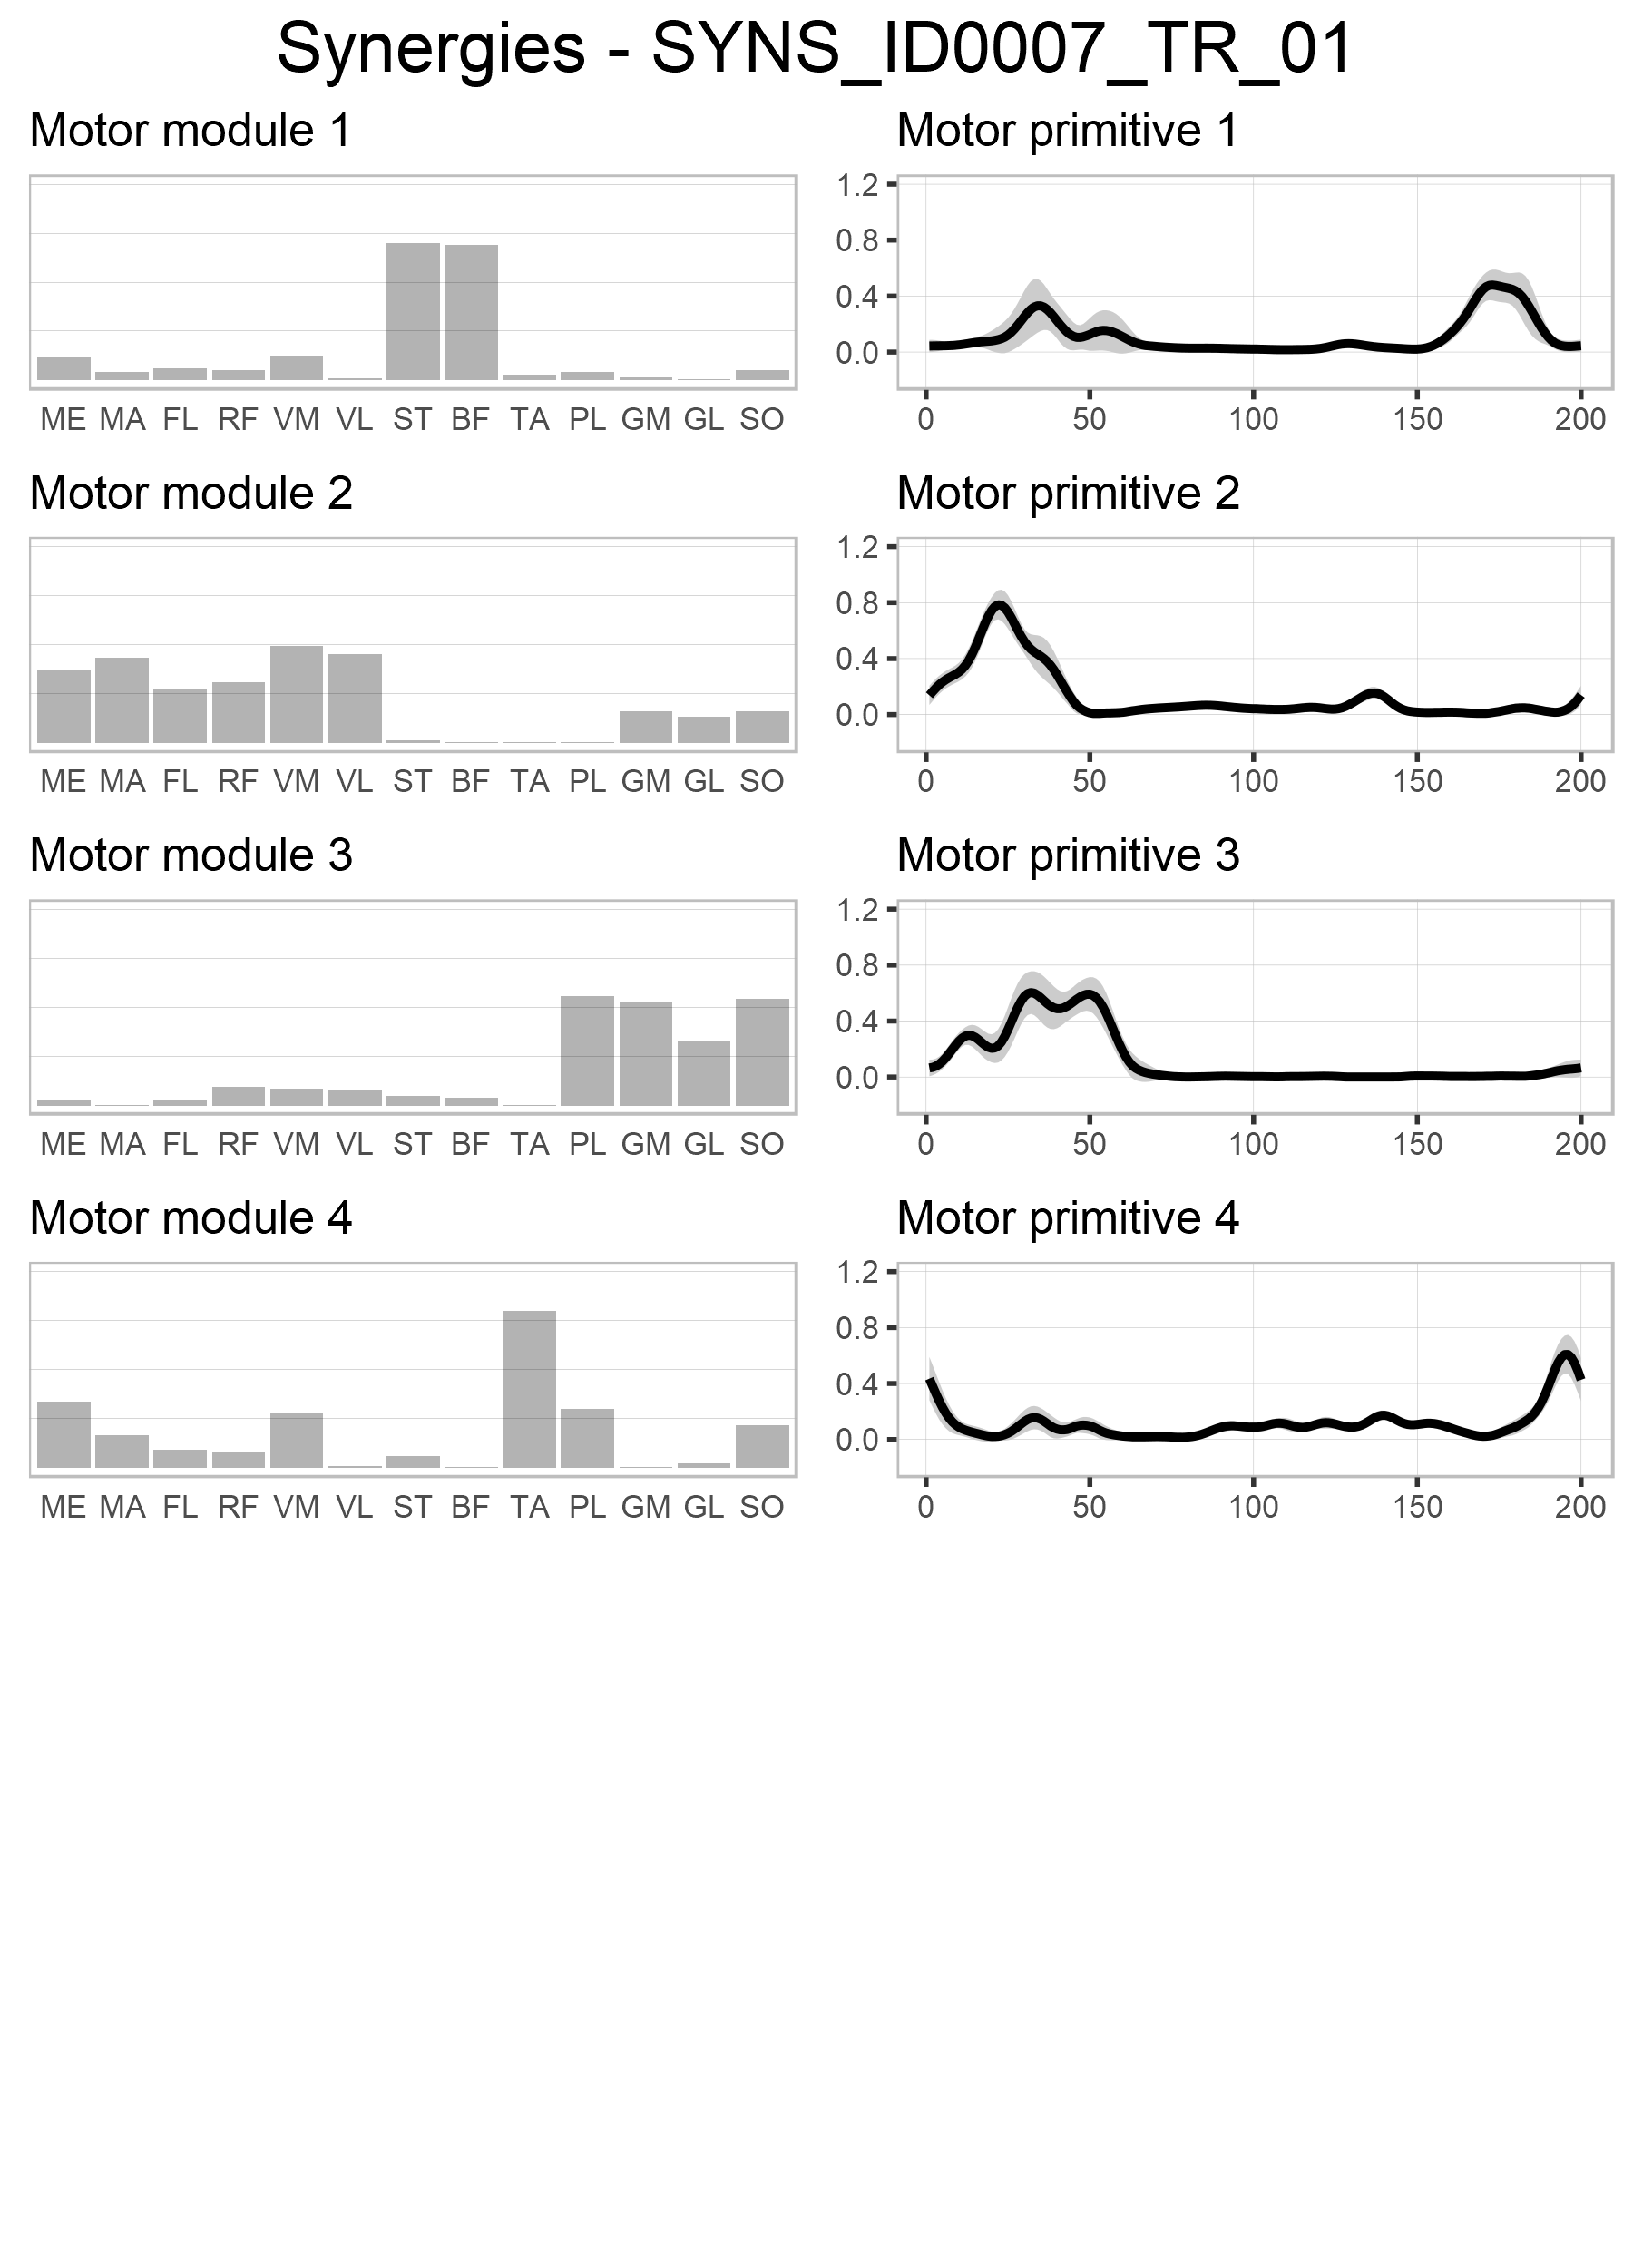 Synergies - SYNS_ID0007_TR_01
Motor module 1
ME MA FL RF VM VL ST BF TA PL GM GL SO
Motor primitive 1
1.2
0.8
0.4
0.0
0 50 100 150 200
Motor module 2
ME MA FL RF VM VL ST BF TA PL GM GL SO
Motor primitive 2
1.2
0.8
0.4
0.0
0 50 100 150 200
Motor module 3
ME MA FL RF VM VL ST BF TA PL GM GL SO
Motor primitive 3
1.2
0.8
0.4
0.0
0 50 100 150 200
Motor module 4
ME MA FL RF VM VL ST BF TA PL GM GL SO
Motor primitive 4
1.2
0.8
0.4
0.0
0 50 100 150 200